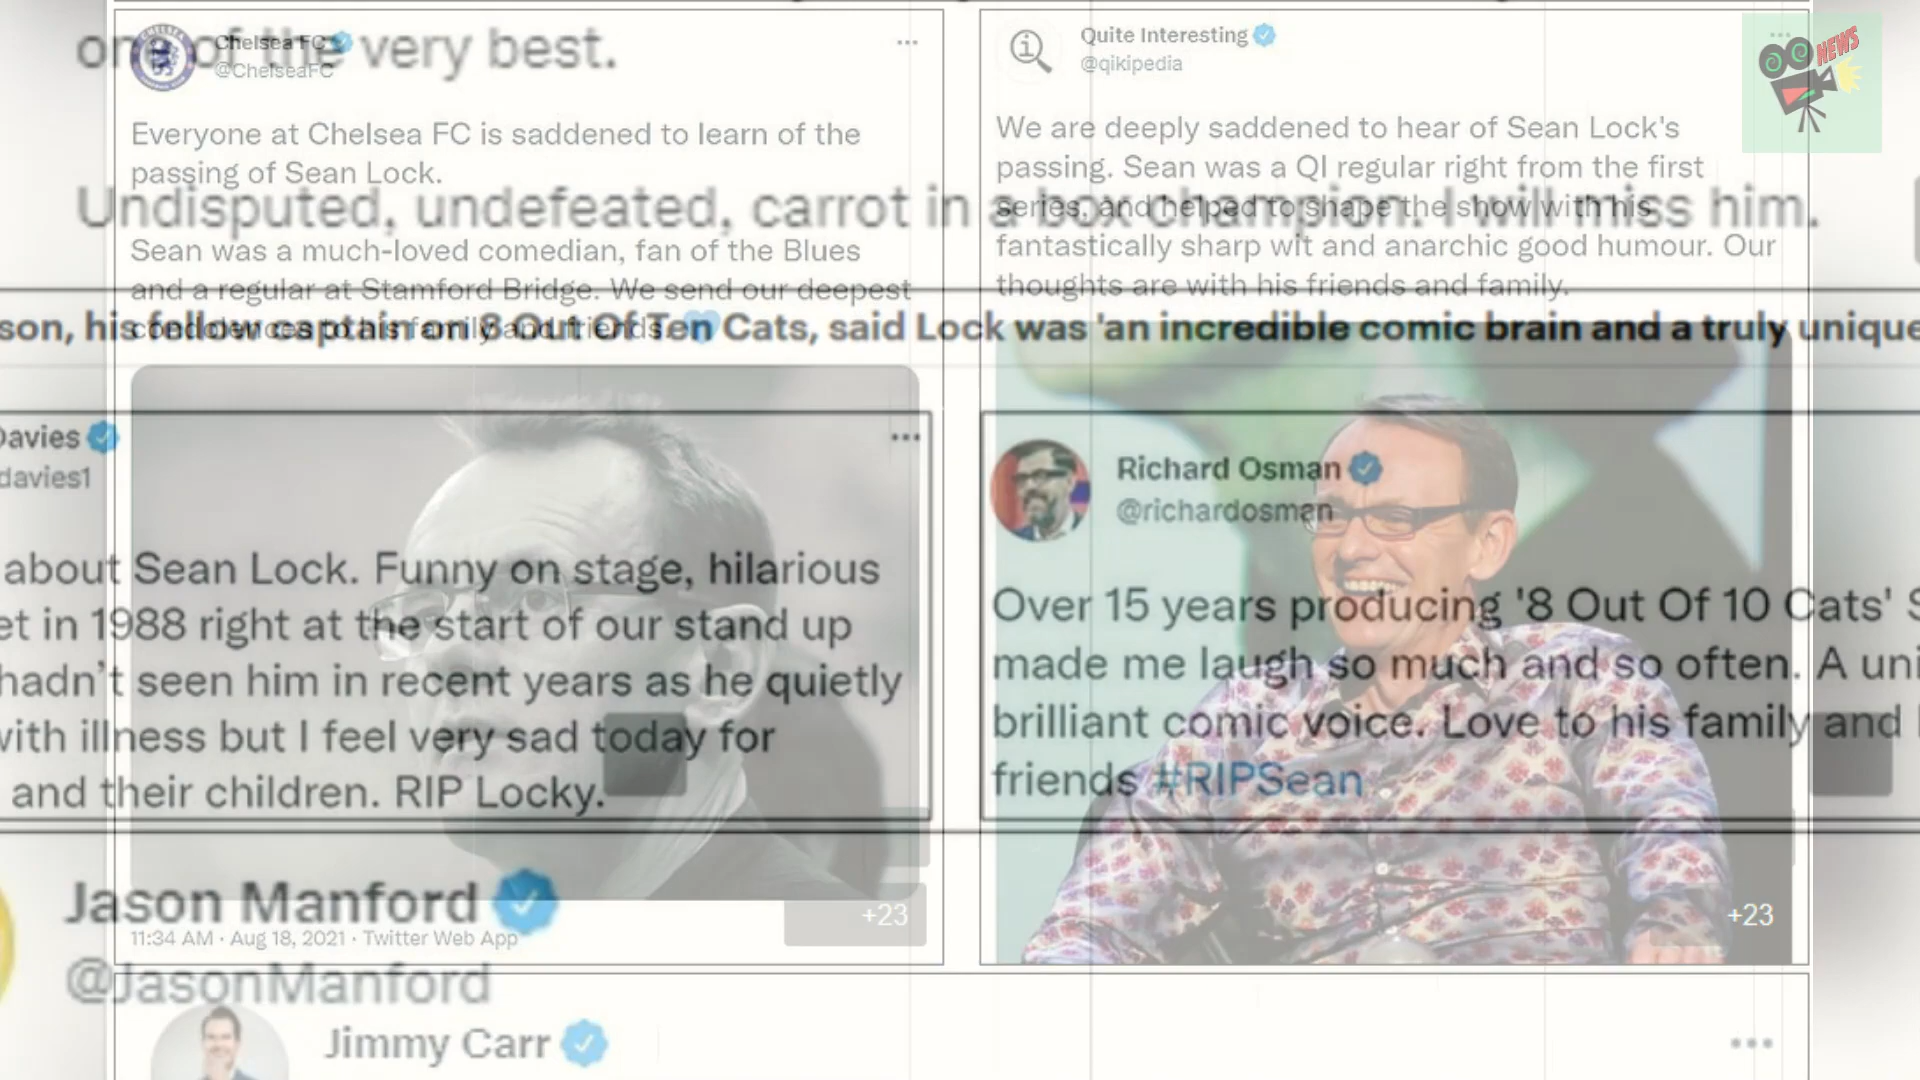 one of the very best.
Chelsea FC
@ChelseaFC
Everyone at Chelsea FC is saddened to learn of the
passing of Sean Lock.
Sean was a much-loved comedian, fan of the Blues
and a regular at Stamford Bridge. We send our deepest
condolences to his family and friends.
Quite Interesting
@qikipedia
We are deeply saddened to hear of Sean Lock's
passing. Sean was a QI regular right from the first
series, and helped to shape the show with his
fantastically sharp wit and anarchic good humour. Our
thoughts are with his friends and family.
NEWS
Undisputed, undefeated, carrot in a box champion. I will miss him.
son, his fellow captain on 8 Out Of Ten Cats, said Lock was 'an incredible comic brain and a truly unique
Davies
davies1
about Sean Lock. Funny on stage, hilarious
et in 1988 right at the start of our stand up
hadn't seen him in recent years as he quietly
with illness but I feel very sad today for
and their children. RIP Locky.
Richard Osman
@richardosman
Over 15 years producing '8 Out Of 10 Cats' S
made me laugh so much and so often. A uni
brilliant comic voice. Love to his family and
friends #RIPSean
11:34 AM · Aug 18, 2021 · Twitter Web App
+23
+23
Jason Manford
@JasonManford
Jimmy Carr